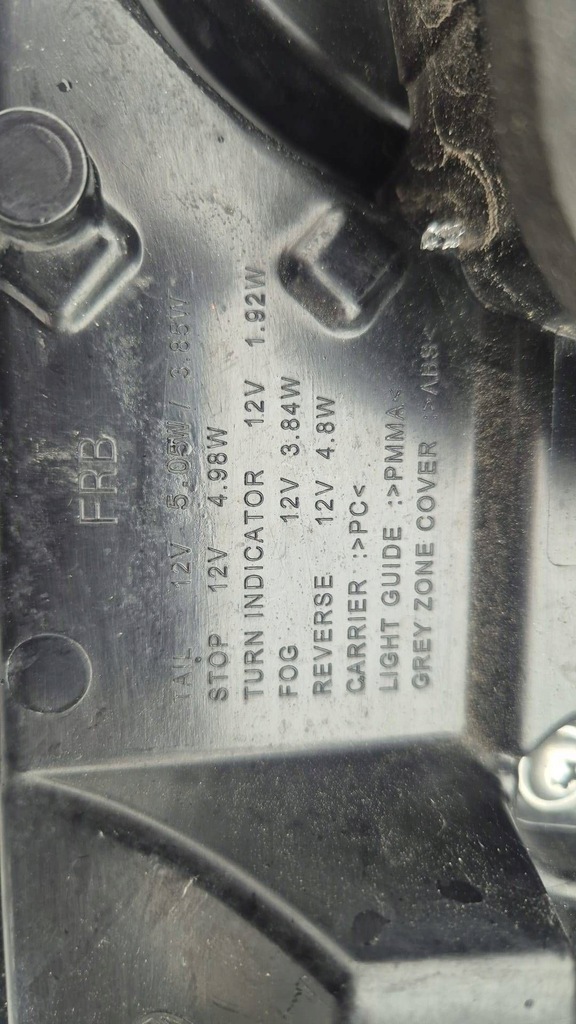 FRB
TAIL 12V 5.05W / 3.85W
STOP 12V 4.98W
TURN INDICATOR 12V 1.92W
FOG 12V 3.84W
REVERSE 12V 4.8W
CARRIER :>PC<
LIGHT GUIDE :>PMMA<
GREY ZONE COVER :>ABS<